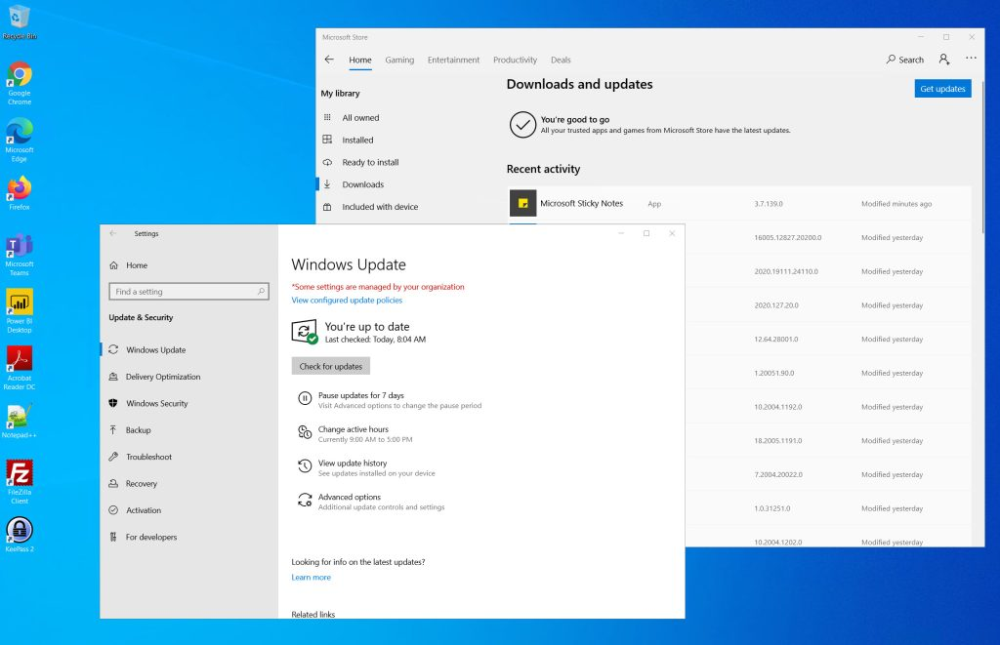 Recycle Bin
Google
Chrome
Microsoft
Edge
Firefox
Microsoft
Teams
Power BI
Desktop
Acrobat
Reader DC
Notepad++
FileZilla
Client
KeePass 2
Microsoft Store
Home Gaming Entertainment Productivity Deals Search
My library
All owned
Installed
Ready to install
Downloads
Included with device
Downloads and updates
Get updates
You're good to go
All your trusted apps and games from Microsoft Store have the latest updates.
Recent activity
Microsoft Sticky Notes App 3.7.139.0 Modified minutes ago
16005.12827.20200.0 Modified yesterday
2020.19111.24110.0 Modified yesterday
2020.127.20.0 Modified yesterday
12.64.28001.0 Modified yesterday
1.20051.90.0 Modified yesterday
10.2004.1192.0 Modified yesterday
18.2005.1191.0 Modified yesterday
7.2004.20022.0 Modified yesterday
1.0.31251.0 Modified yesterday
10.2004.1202.0 Modified yesterday
Settings
Home
Find a setting
Update & Security
Windows Update
Delivery Optimization
Windows Security
Backup
Troubleshoot
Recovery
Activation
For developers
Windows Update
*Some settings are managed by your organization
View configured update policies
You're up to date
Last checked: Today, 8:04 AM
Check for updates
Pause updates for 7 days
Visit Advanced options to change the pause period
Change active hours
Currently 9:00 AM to 5:00 PM
View update history
See updates installed on your device
Advanced options
Additional update controls and settings
Looking for info on the latest updates?
Learn more
Related links